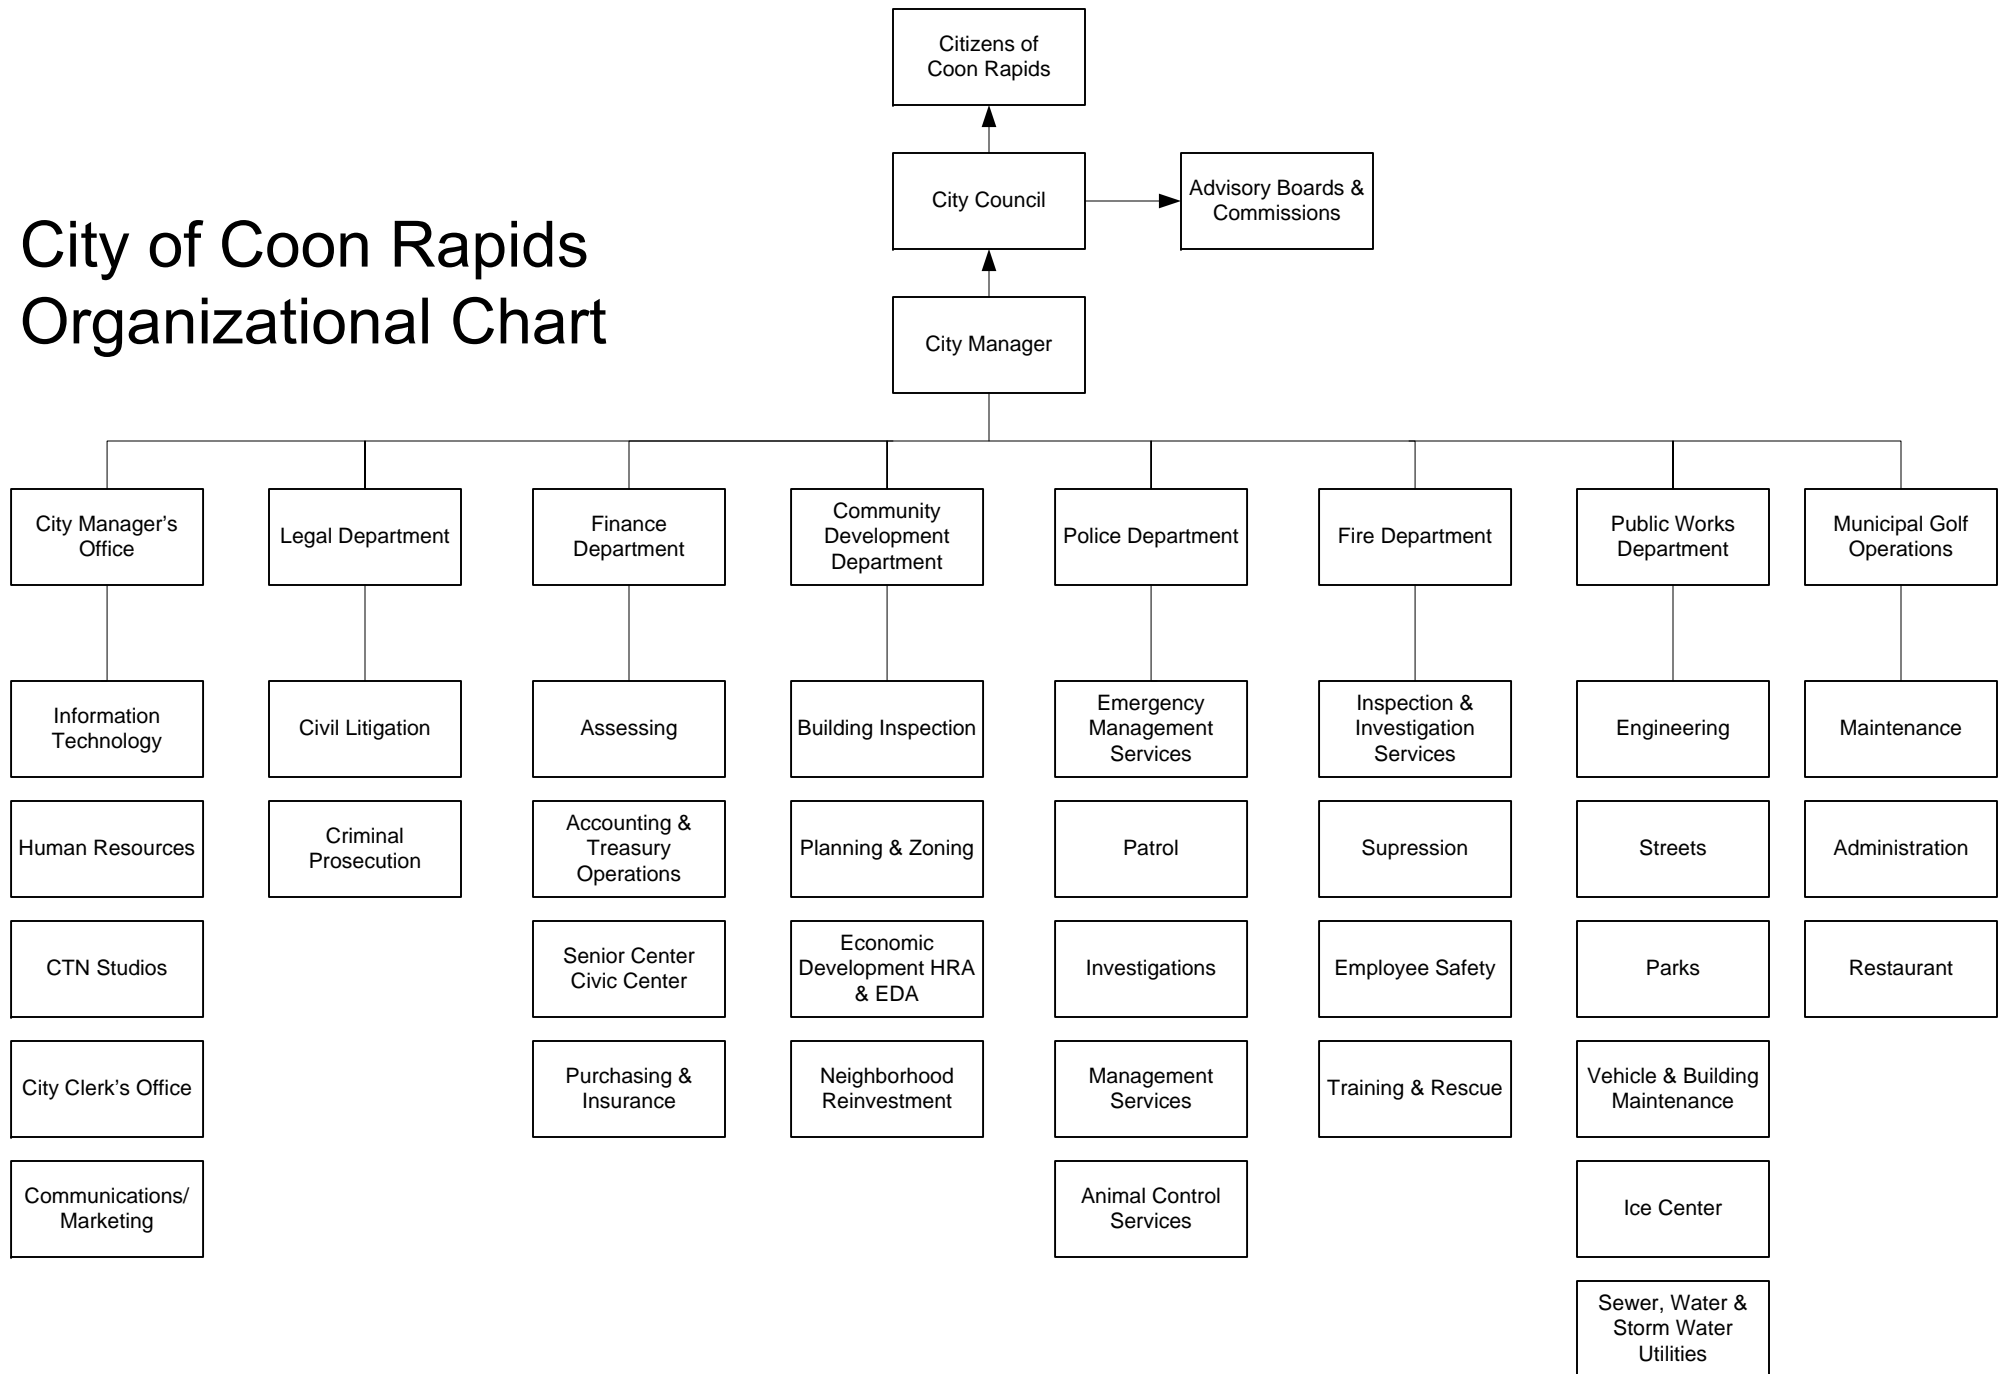 Citizens of
Coon Rapids
City Council
Advisory Boards &
Commissions
City of Coon Rapids
Organizational Chart
City Manager
City Manager’s
Office
Legal Department
Finance
Department
Community
Development
Department
Police Department
Fire Department
Public Works
Department
Municipal Golf
Operations
Information
Technology
Civil Litigation
Assessing
Building Inspection
Emergency
Management
Services
Inspection &
Investigation
Services
Engineering
Maintenance
Human Resources
Criminal
Prosecution
Accounting &
Treasury
Operations
Planning & Zoning
Patrol
Supression
Streets
Administration
CTN Studios
Senior Center
Civic Center
Economic
Development HRA
& EDA
Investigations
Employee Safety
Parks
Restaurant
City Clerk’s Office
Purchasing &
Insurance
Neighborhood
Reinvestment
Management
Services
Training & Rescue
Vehicle & Building
Maintenance
Communications/
Marketing
Animal Control
Services
Ice Center
Sewer, Water &
Storm Water
Utilities